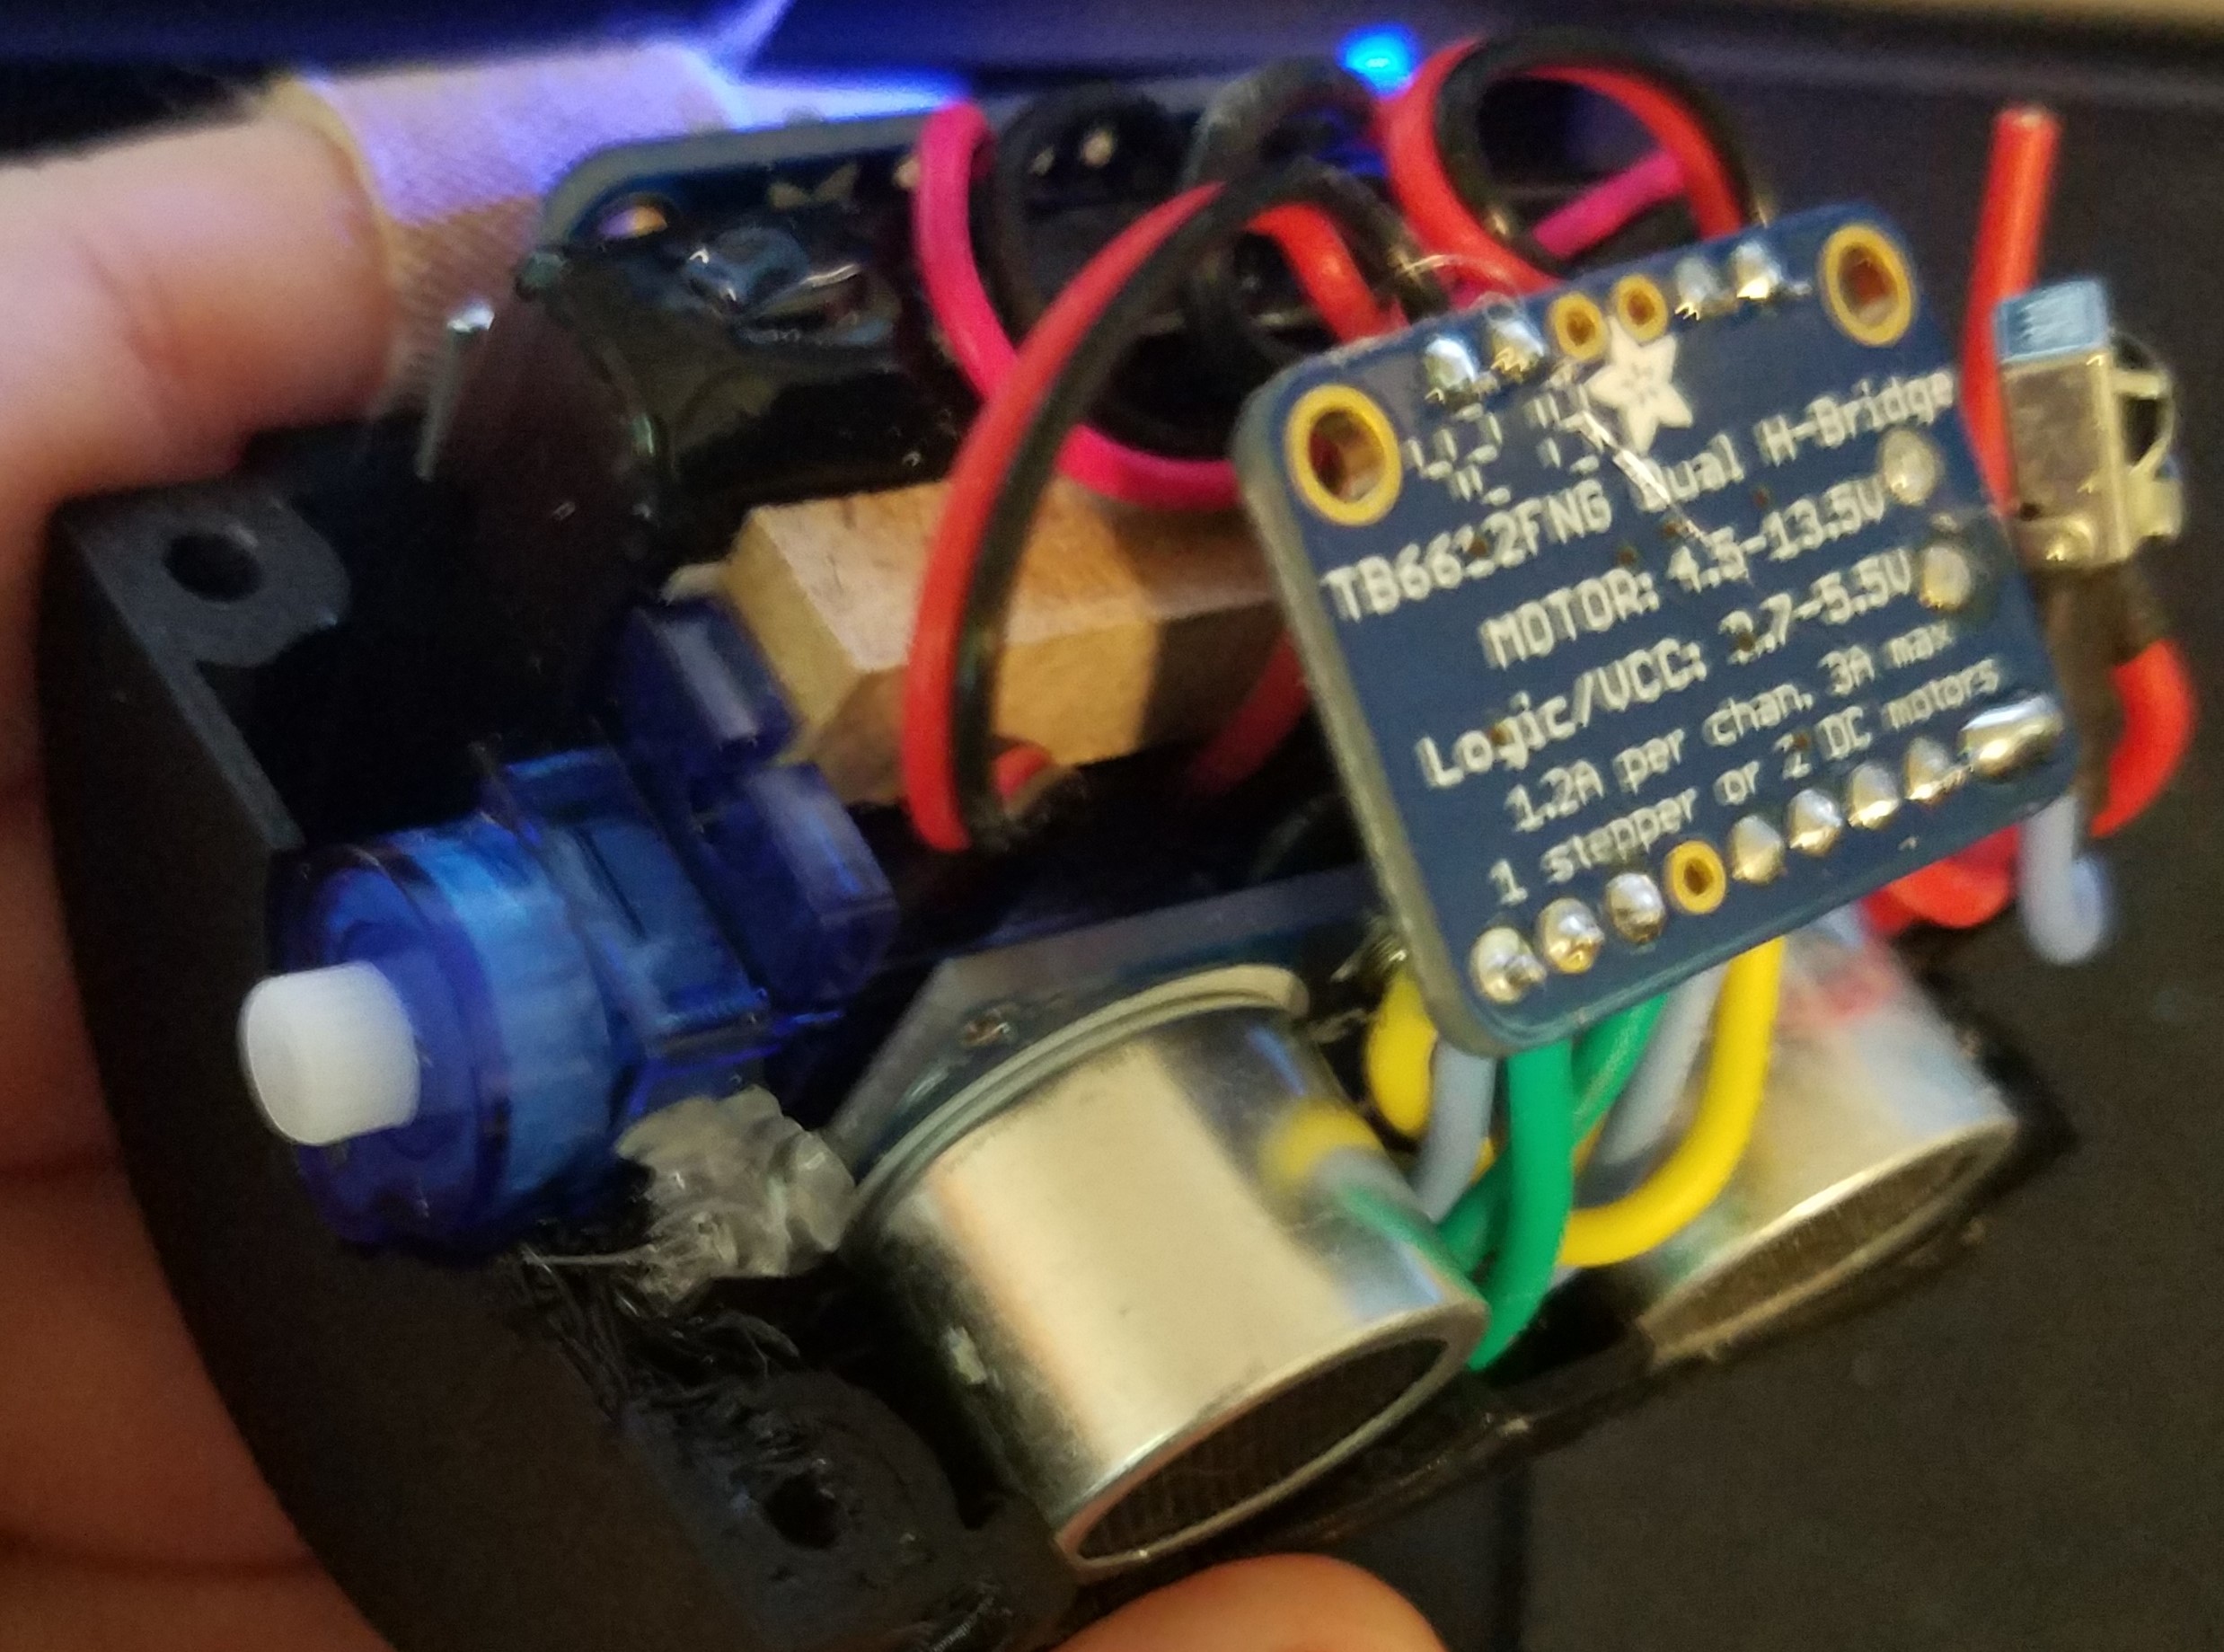 TB6612FNG Dual H-Bridge
MOTOR: 4.5-13.5V
Logic/VCC: 2.7-5.5V
1.2A per chan, 3A max
1 stepper or 2 DC motors